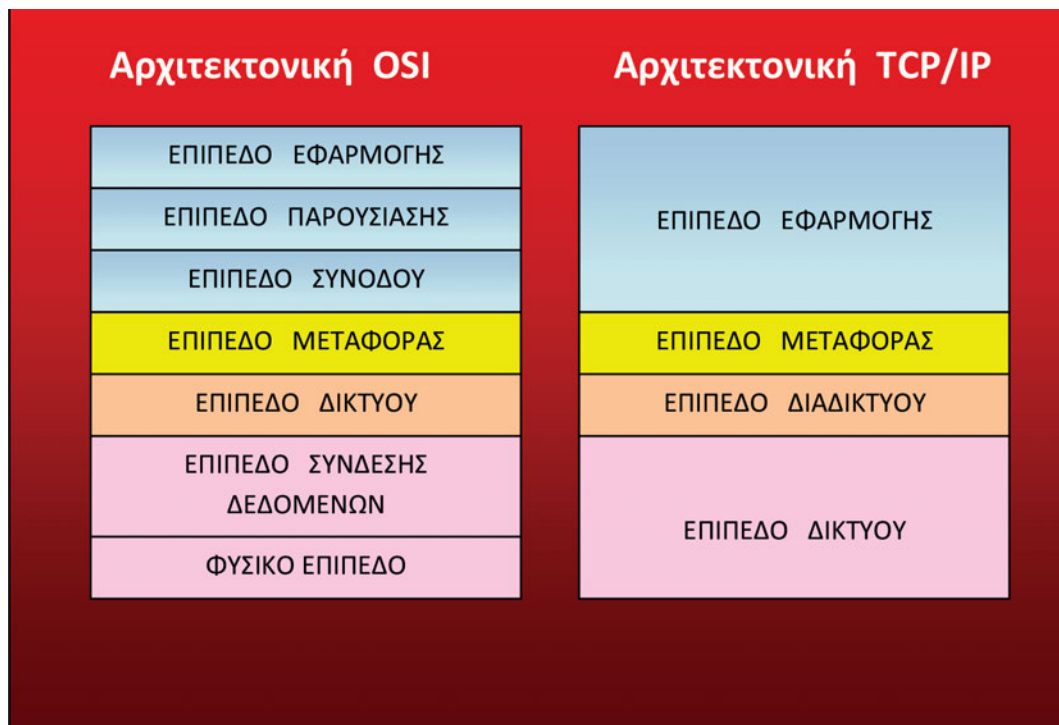 Αρχιτεκτονική OSI
ΕΠΙΠΕΔΟ ΕΦΑΡΜΟΓΗΣ
ΕΠΙΠΕΔΟ ΠΑΡΟΥΣΙΑΣΗΣ
ΕΠΙΠΕΔΟ ΣΥΝΟΔΟΥ
ΕΠΙΠΕΔΟ ΜΕΤΑΦΟΡΑΣ
ΕΠΙΠΕΔΟ ΔΙΚΤΥΟΥ
ΕΠΙΠΕΔΟ ΣΥΝΔΕΣΗΣ
ΔΕΔΟΜΕΝΩΝ
ΦΥΣΙΚΟ ΕΠΙΠΕΔΟ
Αρχιτεκτονική TCP/IP
ΕΠΙΠΕΔΟ ΕΦΑΡΜΟΓΗΣ
ΕΠΙΠΕΔΟ ΜΕΤΑΦΟΡΑΣ
ΕΠΙΠΕΔΟ ΔΙΑΔΙΚΤΥΟΥ
ΕΠΙΠΕΔΟ ΔΙΚΤΥΟΥ